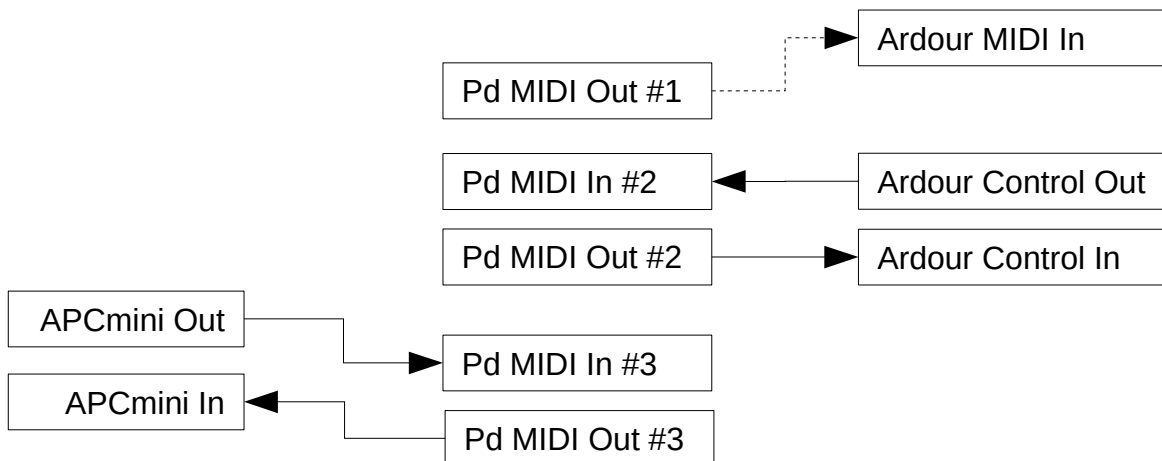 Ardour MIDI In
Pd MIDI Out #1
Pd MIDI In #2
Ardour Control Out
Pd MIDI Out #2
Ardour Control In
APCmini Out
Pd MIDI In #3
APCmini In
Pd MIDI Out #3